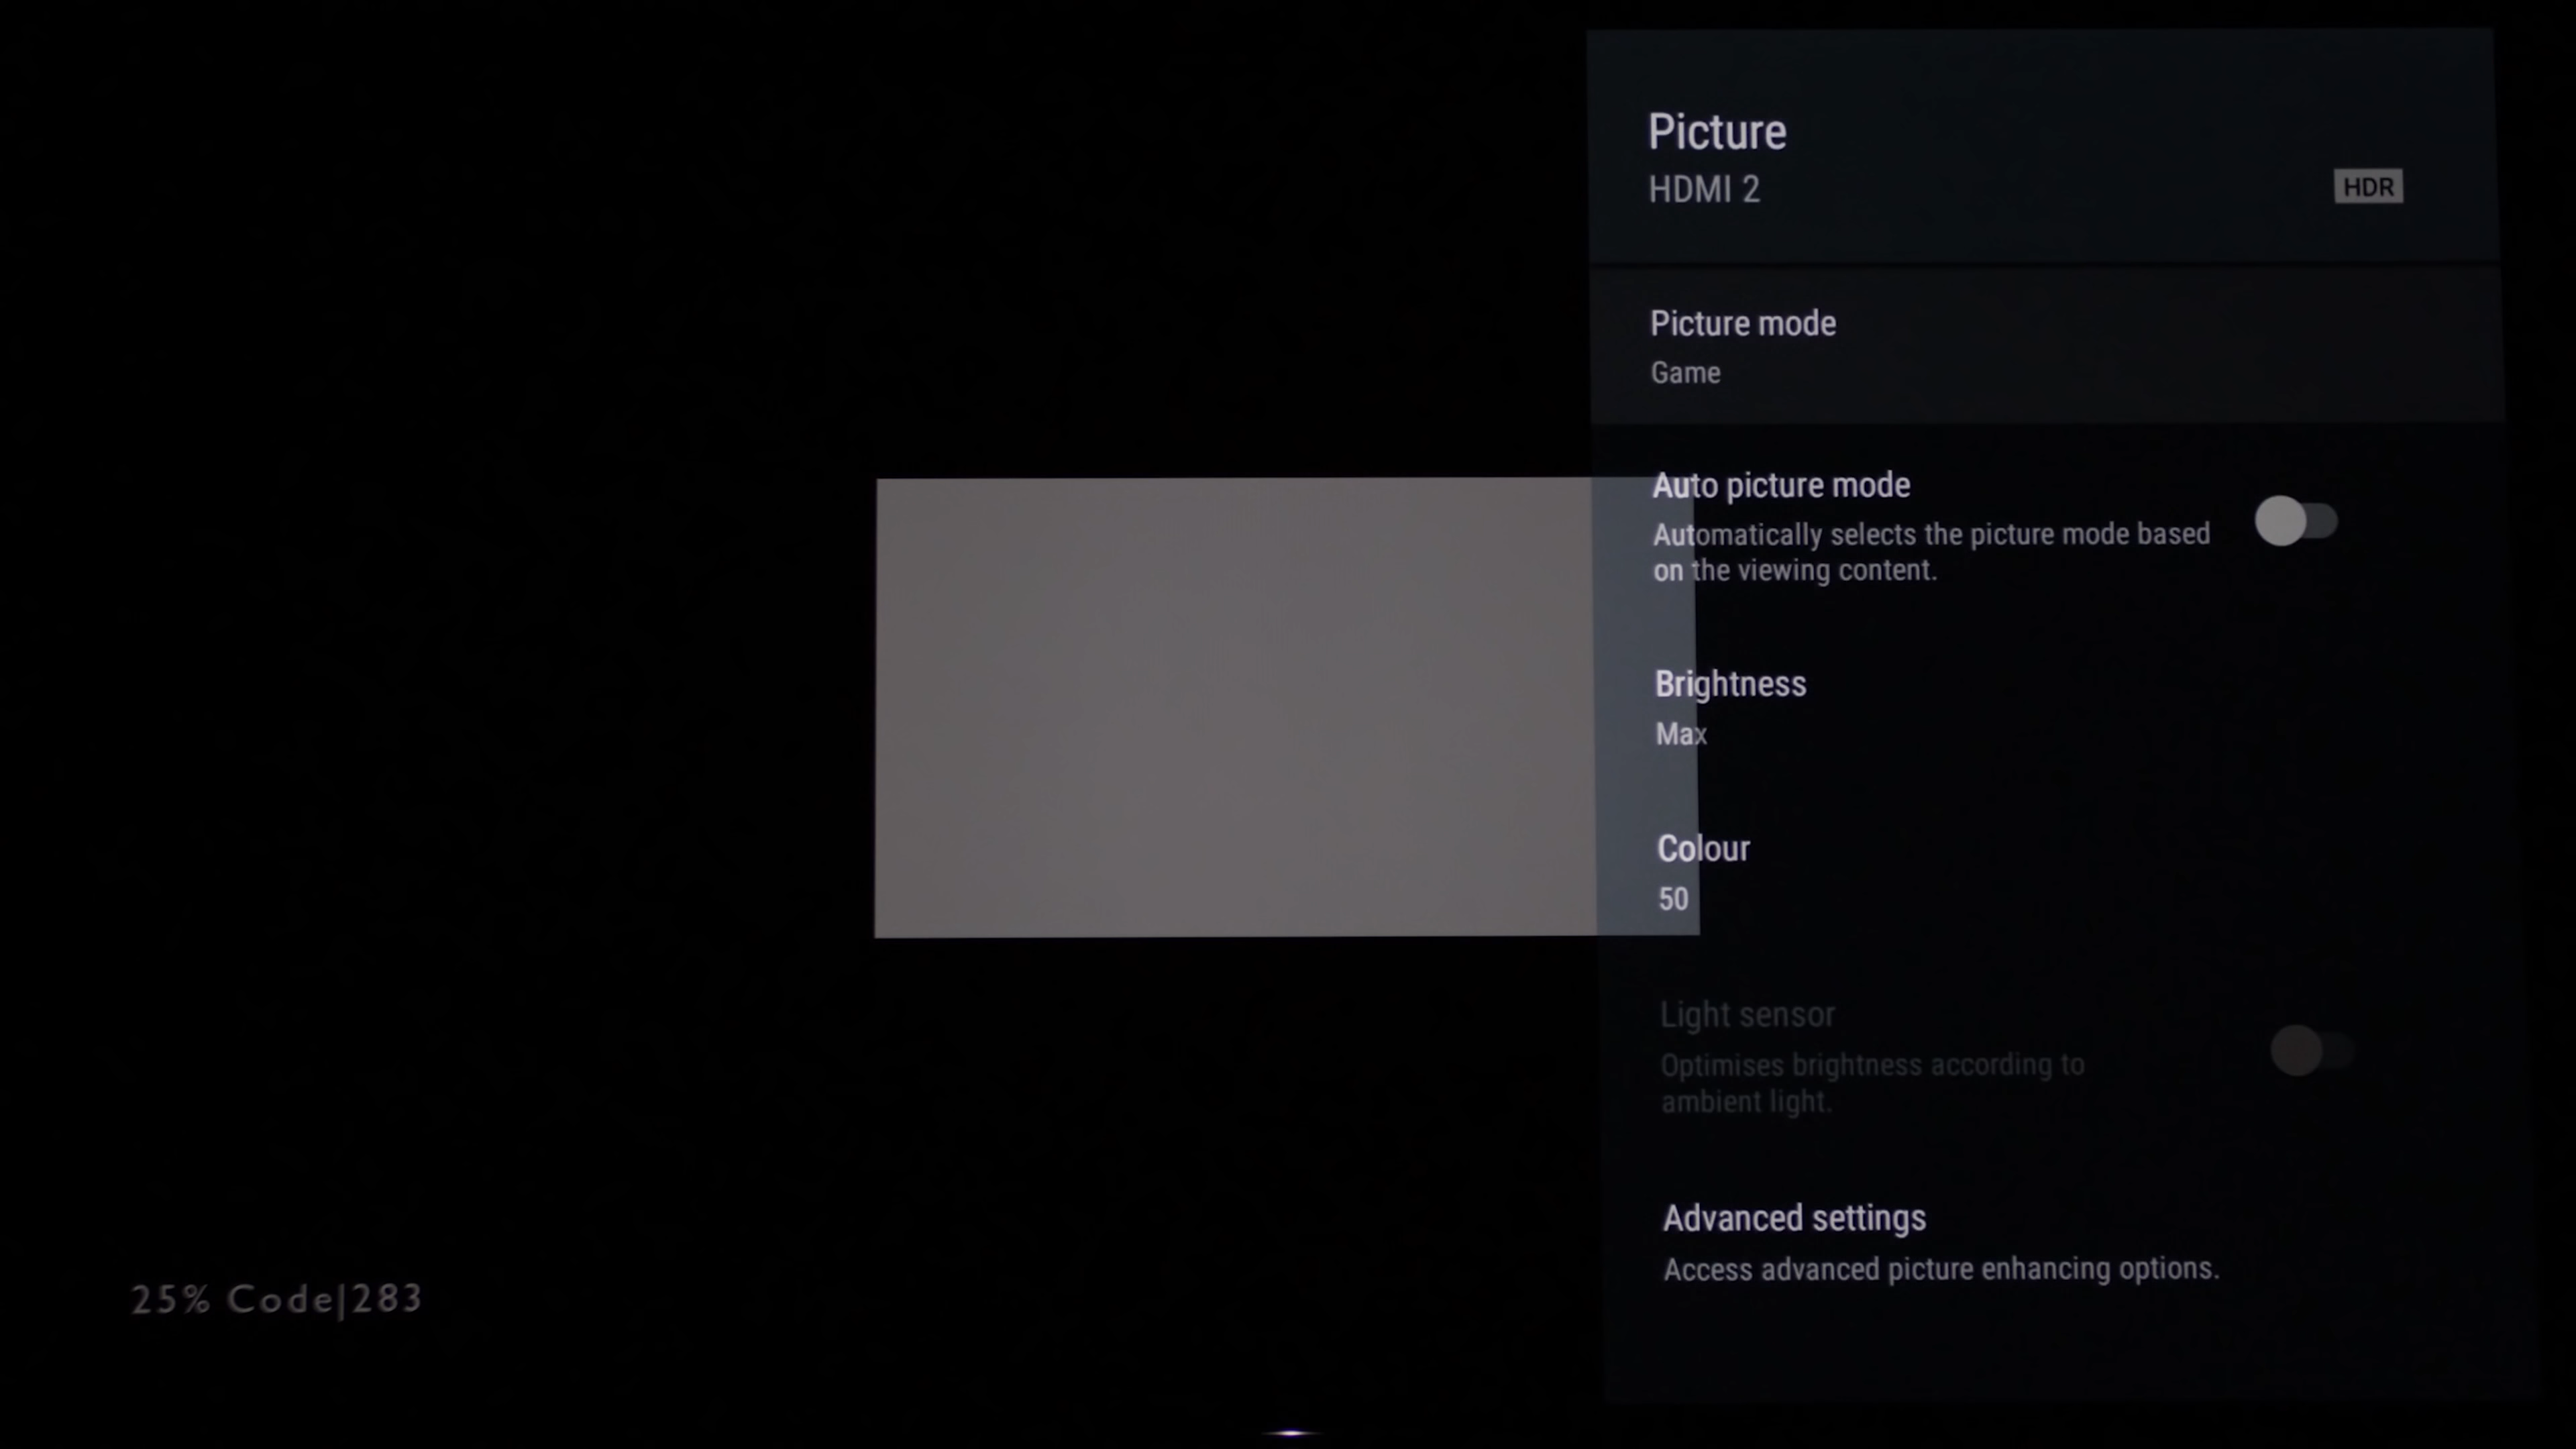 Picture
HDMI 2
HDR
Picture mode
Game
Auto picture mode
Automatically selects the picture mode based
on the viewing content.
Brightness
Max
Colour
50
Light sensor
Optimises brightness according to
ambient light.
Advanced settings
Access advanced picture enhancing options.
25% Code|283